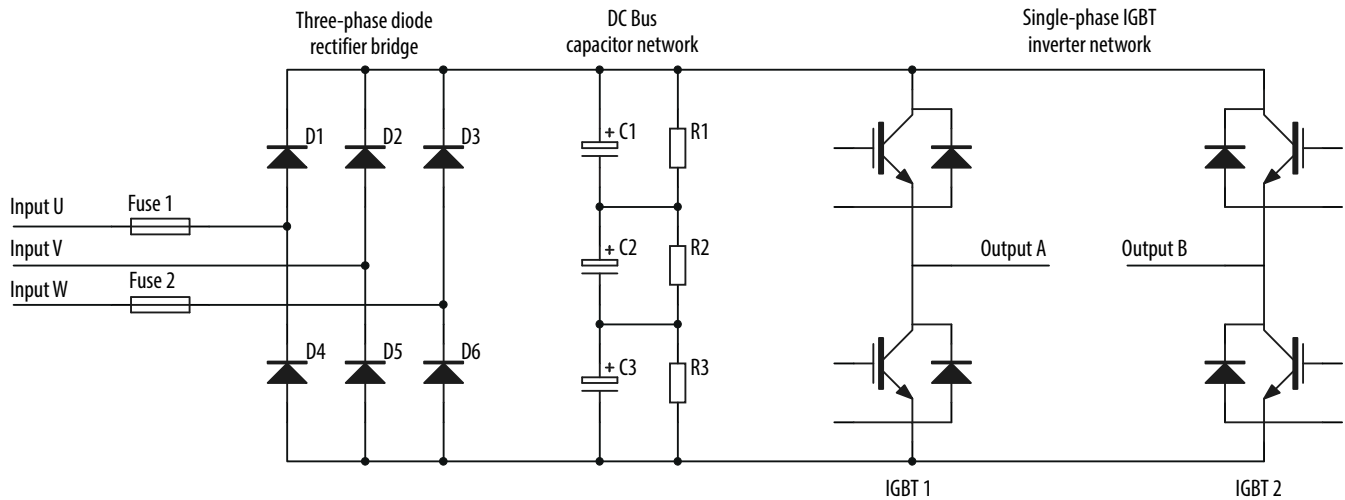 Three-phase diode
rectifier bridge
DC Bus
capacitor network
Single-phase IGBT
inverter network
D1
D2
D3
+ C1
R1
Input U
Fuse 1
Input V
Input W
Fuse 2
+ C2
R2
Output A
Output B
D4
D5
D6
+ C3
R3
IGBT 1
IGBT 2